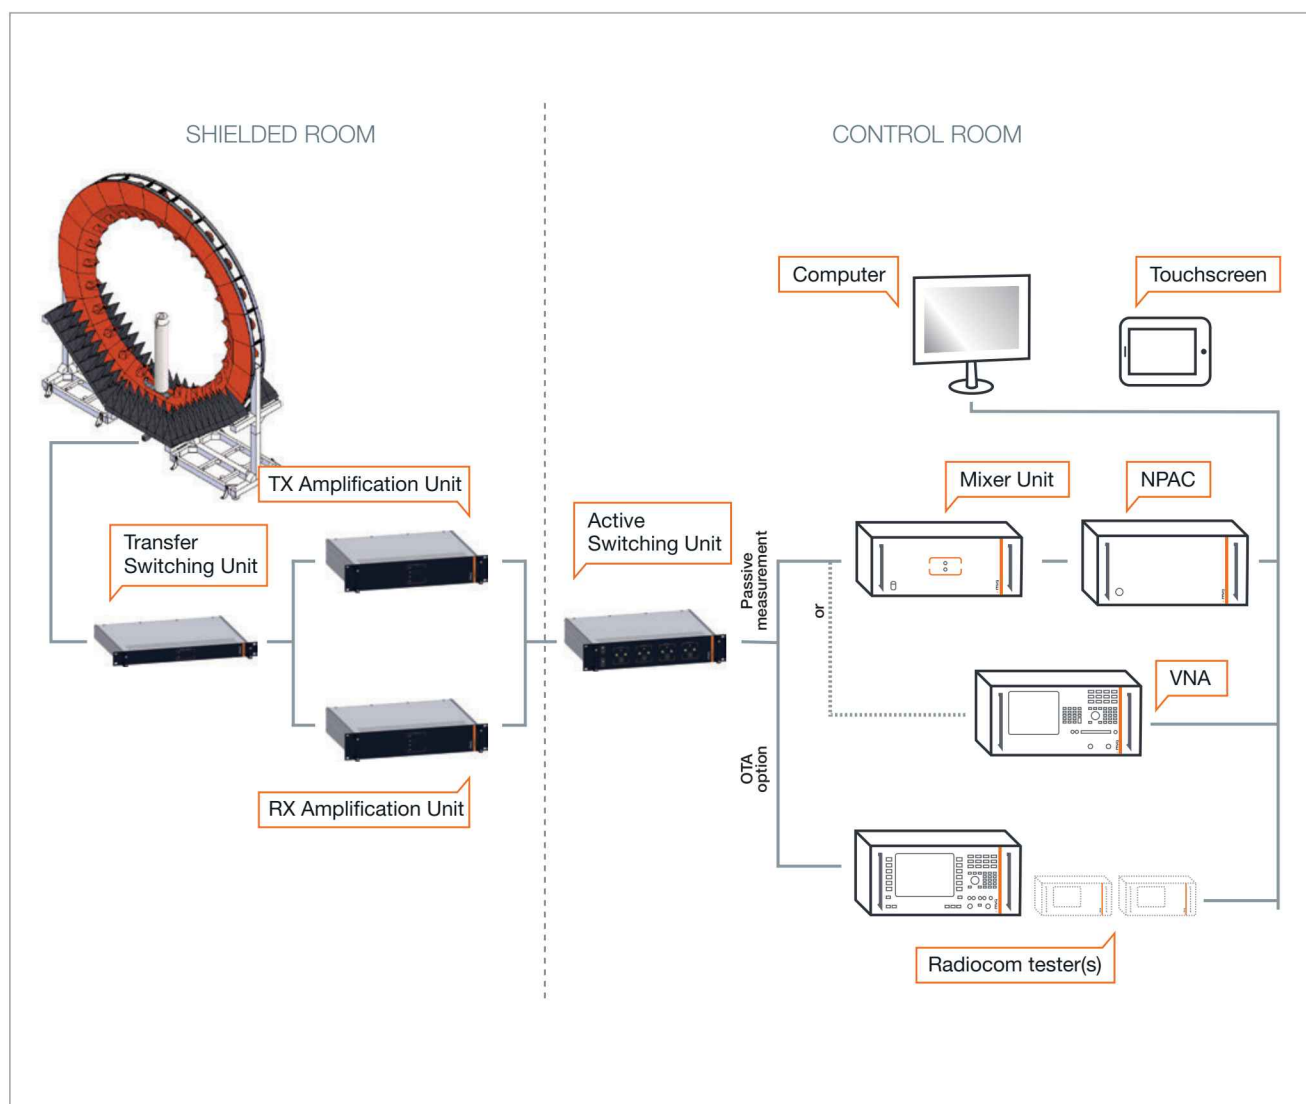 SHIELDED ROOM
CONTROL ROOM
Computer
Touchscreen
TX Amplification Unit
Mixer Unit
NPAC
Transfer
Switching Unit
Active
Switching Unit
Passive
measurement
or
VNA
OTA
option
RX Amplification Unit
Radiocom tester(s)